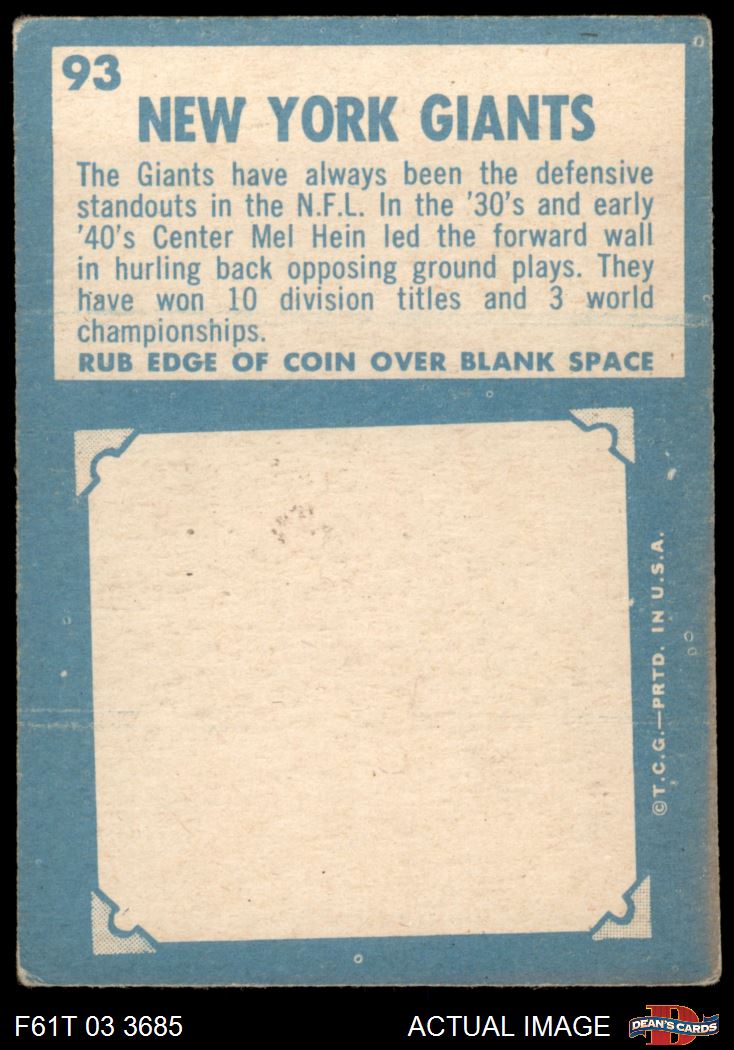 93
NEW YORK GIANTS
The Giants have always been the defensive
standouts in the N.F.L. In the '30's and early
'40's Center Mel Hein led the forward wall
in hurling back opposing ground plays. They
have won 10 division titles and 3 world
championships.
RUB EDGE OF COIN OVER BLANK SPACE
©T.C.G.—PRTD. IN U.S.A.
F61T 03 3685
ACTUAL IMAGE
D
DEAN'S CARDS